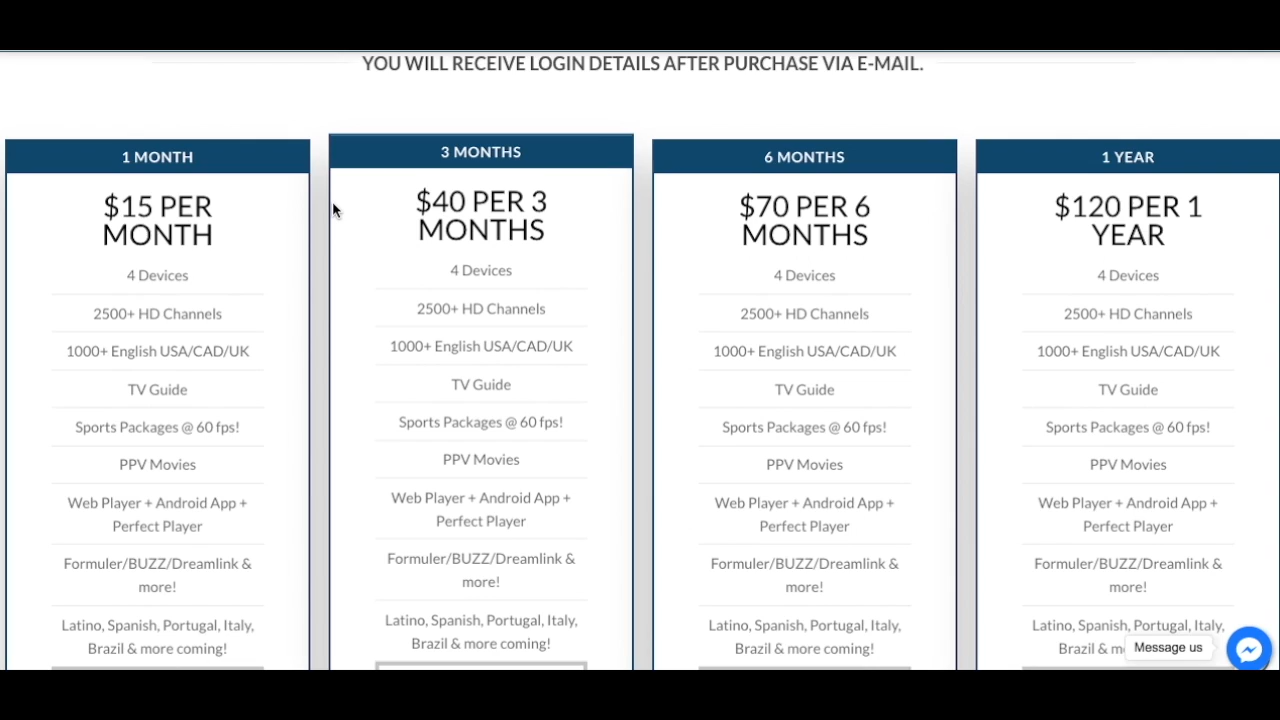 YOU WILL RECEIVE LOGIN DETAILS AFTER PURCHASE VIA E-MAIL.
1 MONTH
$15 PER
MONTH
4 Devices
2500+ HD Channels
1000+ English USA/CAD/UK
TV Guide
Sports Packages @ 60 fps!
PPV Movies
Web Player + Android App +
Perfect Player
Formuler/BUZZ/Dreamlink &
more!
Latino, Spanish, Portugal, Italy,
Brazil & more coming!
3 MONTHS
$40 PER 3
MONTHS
4 Devices
2500+ HD Channels
1000+ English USA/CAD/UK
TV Guide
Sports Packages @ 60 fps!
PPV Movies
Web Player + Android App +
Perfect Player
Formuler/BUZZ/Dreamlink &
more!
Latino, Spanish, Portugal, Italy,
Brazil & more coming!
6 MONTHS
$70 PER 6
MONTHS
4 Devices
2500+ HD Channels
1000+ English USA/CAD/UK
TV Guide
Sports Packages @ 60 fps!
PPV Movies
Web Player + Android App +
Perfect Player
Formuler/BUZZ/Dreamlink &
more!
Latino, Spanish, Portugal, Italy,
Brazil & more coming!
1 YEAR
$120 PER 1
YEAR
4 Devices
2500+ HD Channels
1000+ English USA/CAD/UK
TV Guide
Sports Packages @ 60 fps!
PPV Movies
Web Player + Android App +
Perfect Player
Formuler/BUZZ/Dreamlink &
more!
Latino, Spanish, Portugal, Italy,
Brazil &
Message us